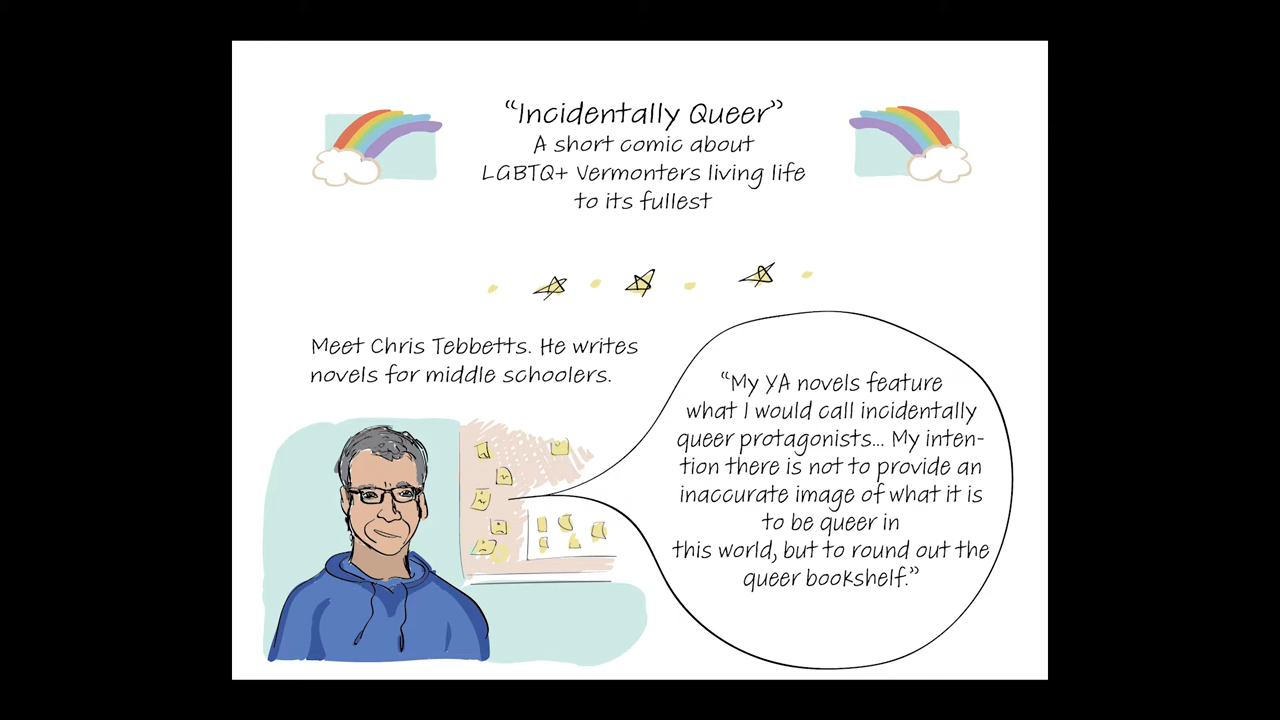 “Incidentally Queer”
A short comic about
LGBTQ+ Vermonters living life
to its fullest
Meet Chris Tebbetts. He writes
novels for middle schoolers.
“My YA novels feature
what I would call incidentally
queer protagonists... My inten-
tion there is not to provide an
inaccurate image of what it is
to be queer in
this world, but to round out the
queer bookshelf.”